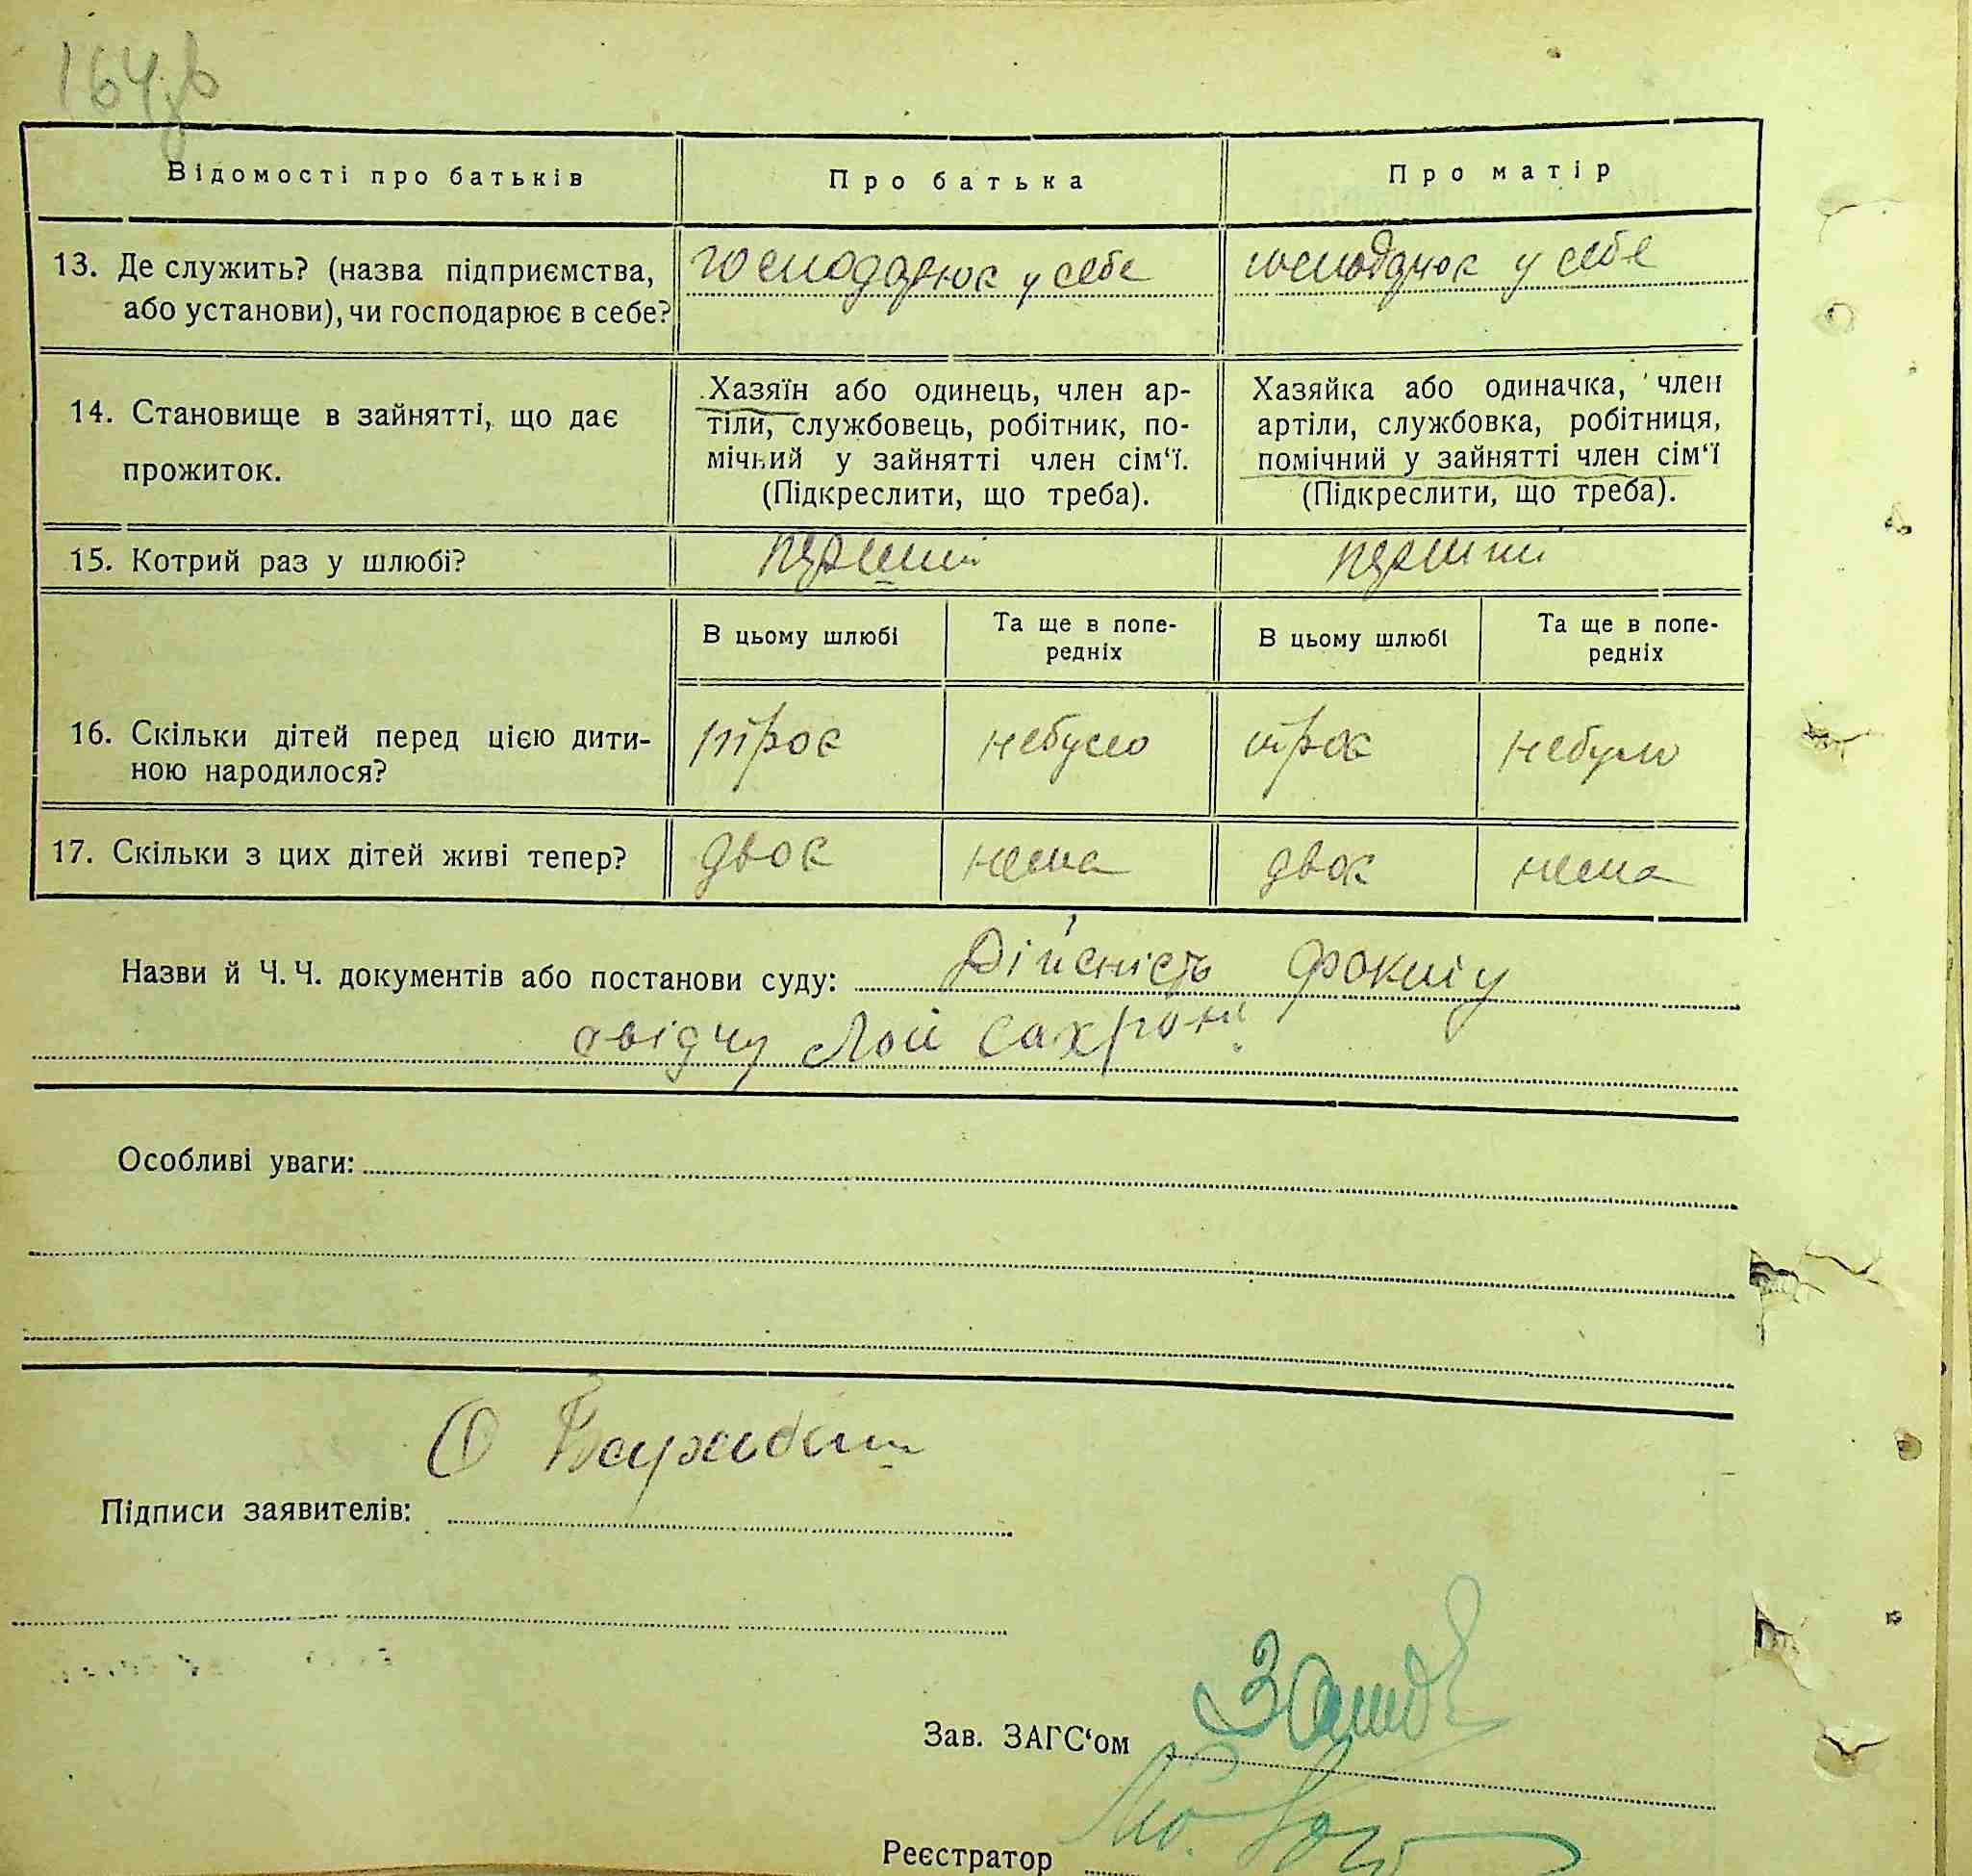 164зв
Відомості про батьків
Про батька
Про матір
13. Де служить? (назва підприємства, або установи), чи господарює в себе?
господарює у себе
господрює у себе
14. Становище в зайнятті, що дає прожиток.
Хазяїн або одинець, член ар-
тіли, службовець, робітник, по-
мічний у зайнятті член сім‘ї.
(Підкреслити, що треба).
Хазяйка або одиначка, член
артіли, службовка, робітниця,
помічний у зайнятті член сім‘ї
(Підкреслити, що треба).
15. Котрий раз у шлюбі?
перший
перший
В цьому шлюбі
Та ще в попе-
редніх
В цьому шлюбі
Та ще в попе-
редніх
16. Скільки дітей перед цією дити-
ною народилося?
троє
небуло
троє
небуло
17. Скільки з цих дітей живі тепер?
двоє
нема
двоє
нема
Назви й Ч. Ч. документів або постанови суду: Дійсність факту
свідчу Лой Сахрон
Особливі уваги:
Підписи заявителів:
Зав. ЗАГС‘ом
Реєстратор